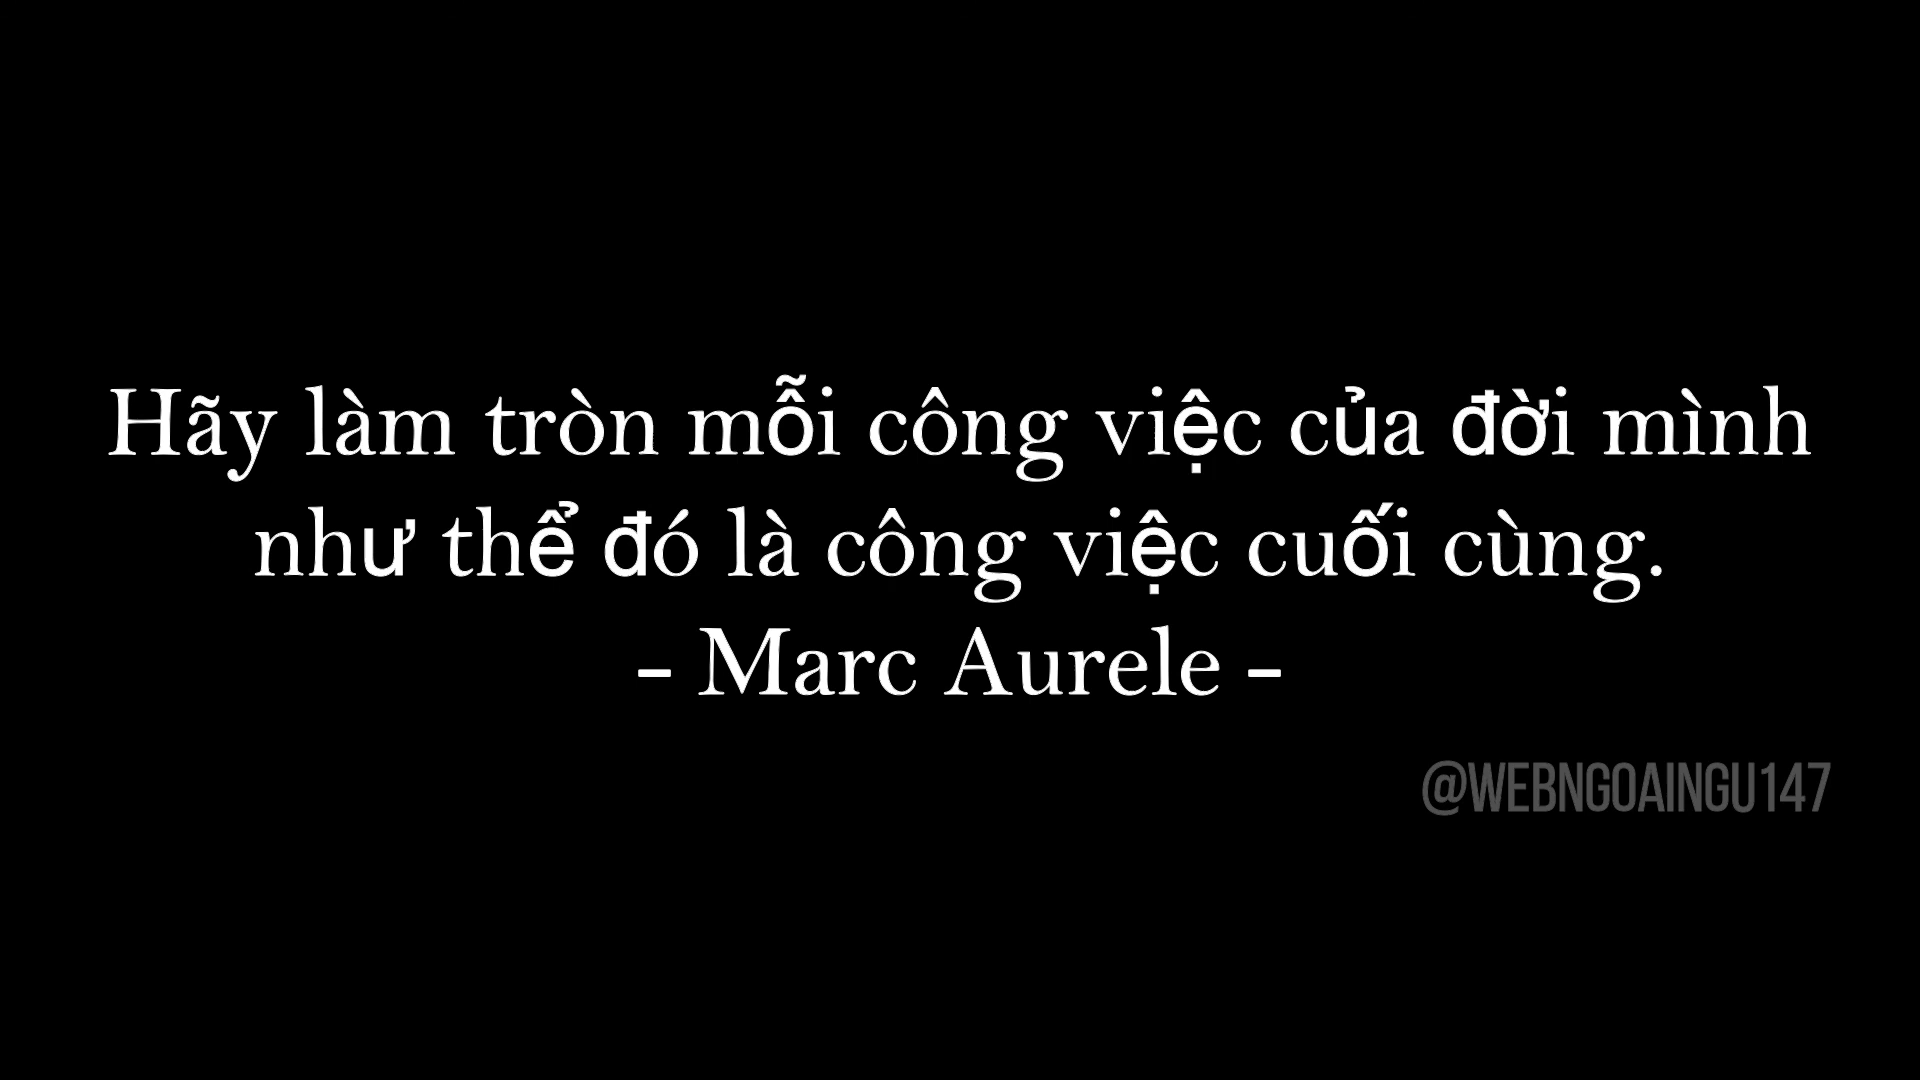 Hãy làm tròn mỗi công việc của đời mình
như thể đó là công việc cuối cùng.
- Marc Aurele -
@WEBNGOAINGU147